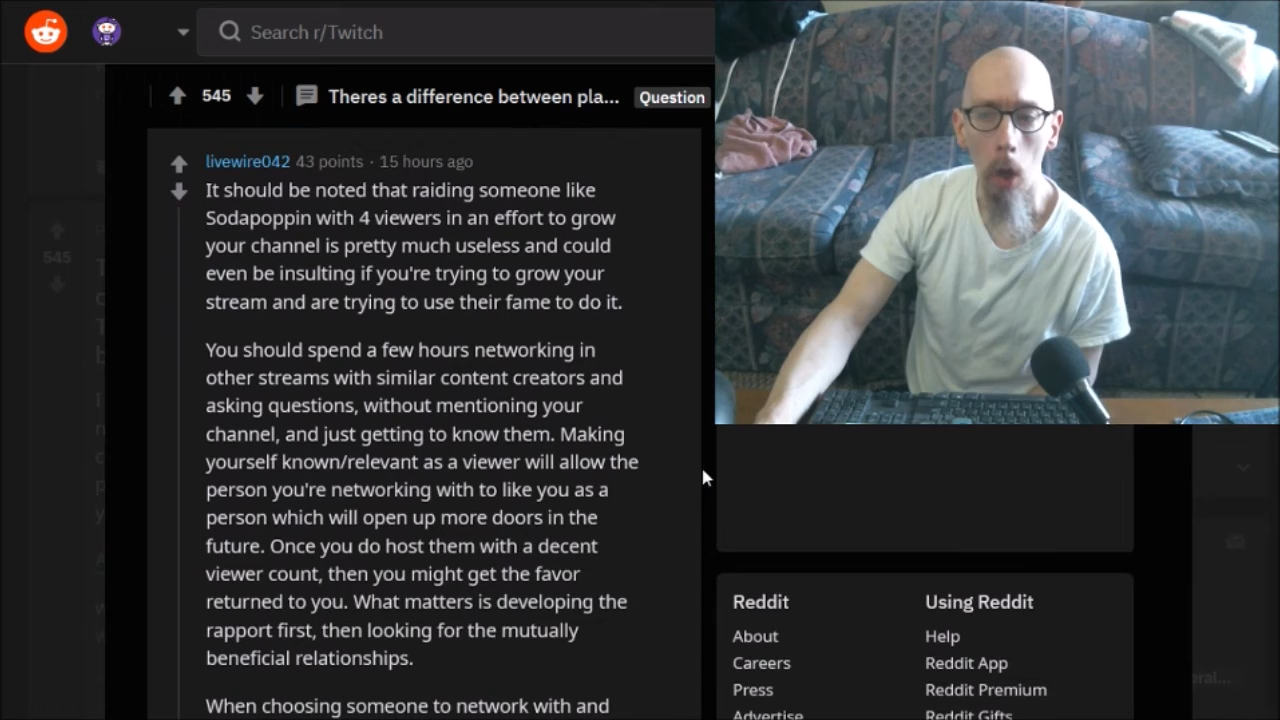 Search r/Twitch
545
Theres a difference between pla...
Question
livewire042 43 points · 15 hours ago
It should be noted that raiding someone like
Sodapoppin with 4 viewers in an effort to grow
your channel is pretty much useless and could
even be insulting if you're trying to grow your
stream and are trying to use their fame to do it.
You should spend a few hours networking in
other streams with similar content creators and
asking questions, without mentioning your
channel, and just getting to know them. Making
yourself known/relevant as a viewer will allow the
person you're networking with to like you as a
person which will open up more doors in the
future. Once you do host them with a decent
viewer count, then you might get the favor
returned to you. What matters is developing the
rapport first, then looking for the mutually
beneficial relationships.
When choosing someone to network with and
545
Reddit
Using Reddit
About
Help
Careers
Reddit App
Press
Reddit Premium
Advertise
Reddit Gifts